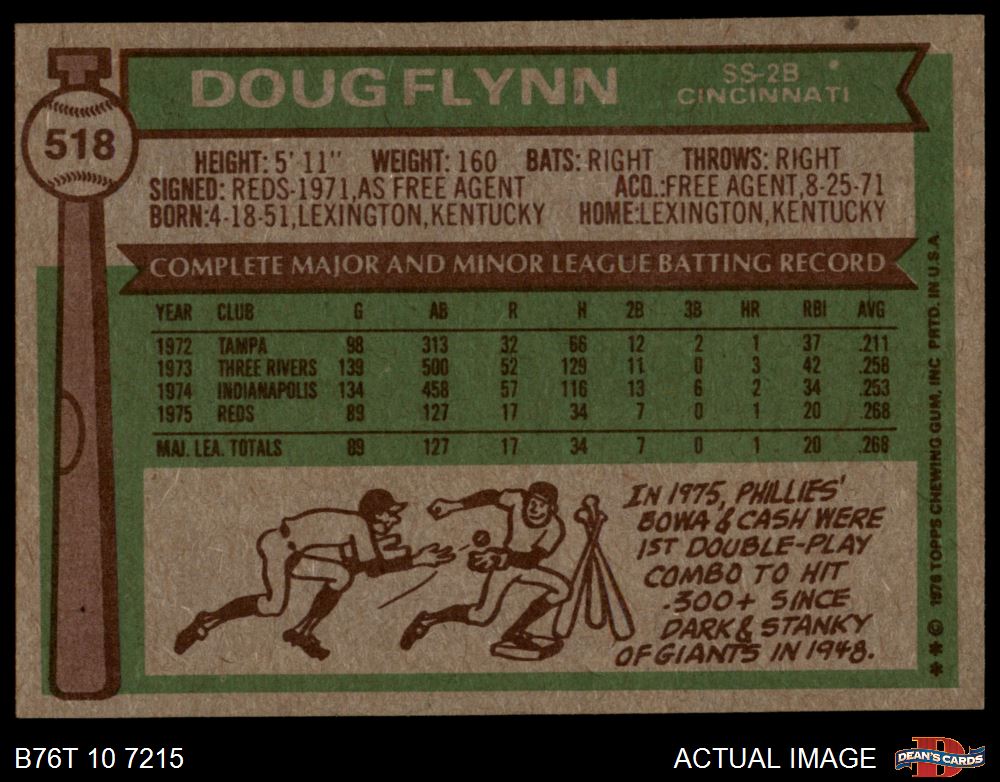 518
DOUG FLYNN
SS-2B
CINCINNATI
HEIGHT: 5' 11" WEIGHT: 160 BATS: RIGHT THROWS: RIGHT
SIGNED: REDS-1971, AS FREE AGENT ACQ.: FREE AGENT, 8-25-71
BORN: 4-18-51, LEXINGTON, KENTUCKY HOME: LEXINGTON, KENTUCKY
COMPLETE MAJOR AND MINOR LEAGUE BATTING RECORD
YEAR CLUB G AB R H 2B 3B HR RBI AVG
1972 TAMPA 98 313 32 66 12 2 1 37 .211
1973 THREE RIVERS 139 500 52 129 11 0 3 42 .258
1974 INDIANAPOLIS 134 458 57 116 13 6 2 34 .253
1975 REDS 89 127 17 34 7 0 1 20 .268
MAJ. LEA. TOTALS 89 127 17 34 7 0 1 20 .268
IN 1975, PHILLIES'
BOWA & CASH WERE
1ST DOUBLE-PLAY
COMBO TO HIT
.300+ SINCE
DARK & STANKY
OF GIANTS IN 1948.
** © 1976 TOPPS CHEWING GUM, INC PRTD. IN U.S.A.
B76T 10 7215
ACTUAL IMAGE
D
DEAN'S CARDS